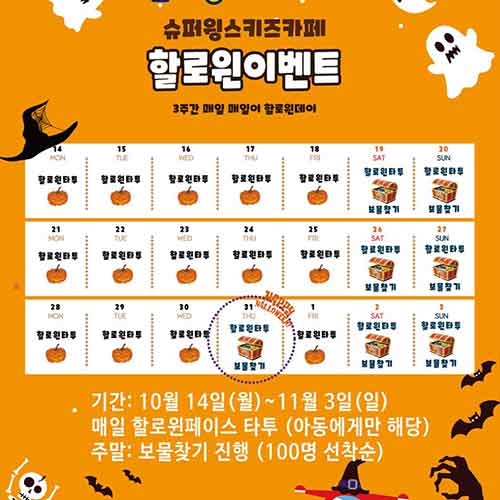 슈퍼윙스키즈카페
할로윈이벤트
3주간 매일 매일이 할로윈데이
14 15 16 17 18 19 20
MON TUE WED THU FRI SAT SUN
할로윈타투 할로윈타투 할로윈타투 할로윈타투 할로윈타투 할로윈타투 할로윈타투
보물찾기 보물찾기
21 22 23 24 25 26 27
MON TUE WED THU FRI SAT SUN
할로윈타투 할로윈타투 할로윈타투 할로윈타투 할로윈타투 할로윈타투 할로윈타투
보물찾기 보물찾기
HAPPY
HALLOWEEN!
28 29 30 31 1 2 3
MON TUE WED THU FRI SAT SUN
할로윈타투 할로윈타투 할로윈타투 할로윈타투 할로윈타투 할로윈타투 할로윈타투
보물찾기 보물찾기 보물찾기
기간: 10월 14일(월)~11월 3일(일)
매일 할로윈페이스 타투 (아동에게만 해당)
주말: 보물찾기 진행 (100명 선착순)